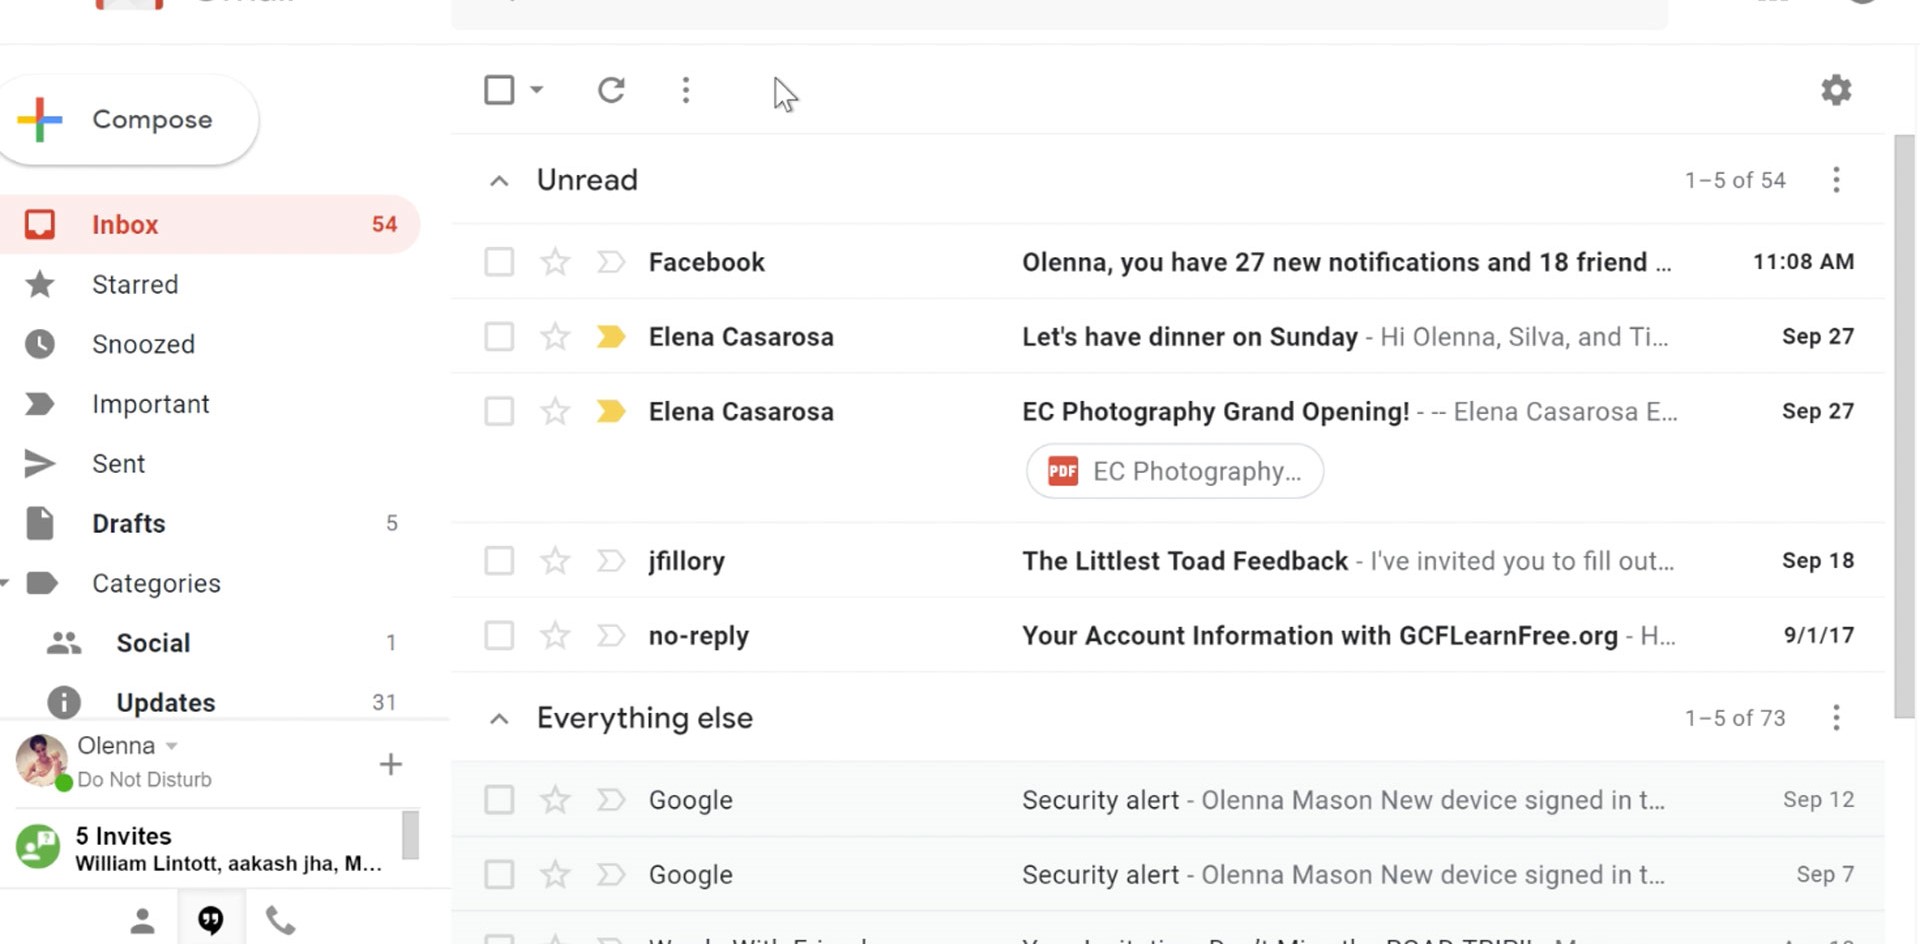 Compose
Unread
1–5 of 54
Inbox
54
Facebook
Olenna, you have 27 new notifications and 18 friend ...
11:08 AM
Starred
Elena Casarosa
Let's have dinner on Sunday - Hi Olenna, Silva, and Ti...
Sep 27
Snoozed
Important
Elena Casarosa
EC Photography Grand Opening! - -- Elena Casarosa E...
Sep 27
Sent
PDF EC Photography...
Drafts
5
jfillory
The Littlest Toad Feedback - I've invited you to fill out...
Sep 18
Categories
Social
1
no-reply
Your Account Information with GCFLearnFree.org - H...
9/1/17
Updates
31
Everything else
1–5 of 73
Olenna
Do Not Disturb
Google
Security alert - Olenna Mason New device signed in t...
Sep 12
5 Invites
William Lintott, aakash jha, M...
Google
Security alert - Olenna Mason New device signed in t...
Sep 7